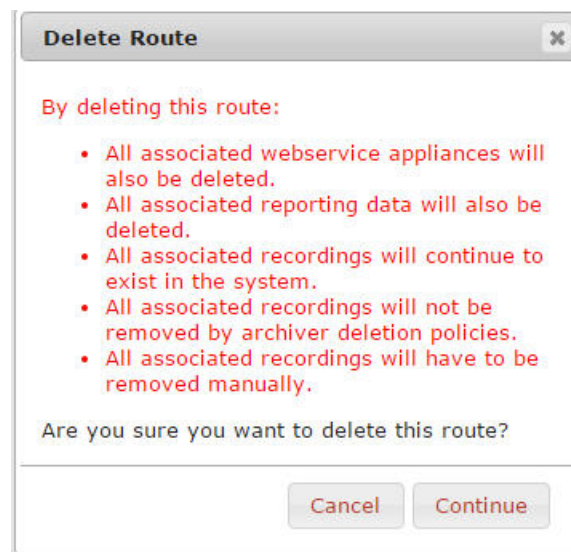 Delete Route
By deleting this route:
• All associated webservice appliances will
also be deleted.
• All associated reporting data will also be
deleted.
• All associated recordings will continue to
exist in the system.
• All associated recordings will not be
removed by archiver deletion policies.
• All associated recordings will have to be
removed manually.
Are you sure you want to delete this route?
Cancel Continue